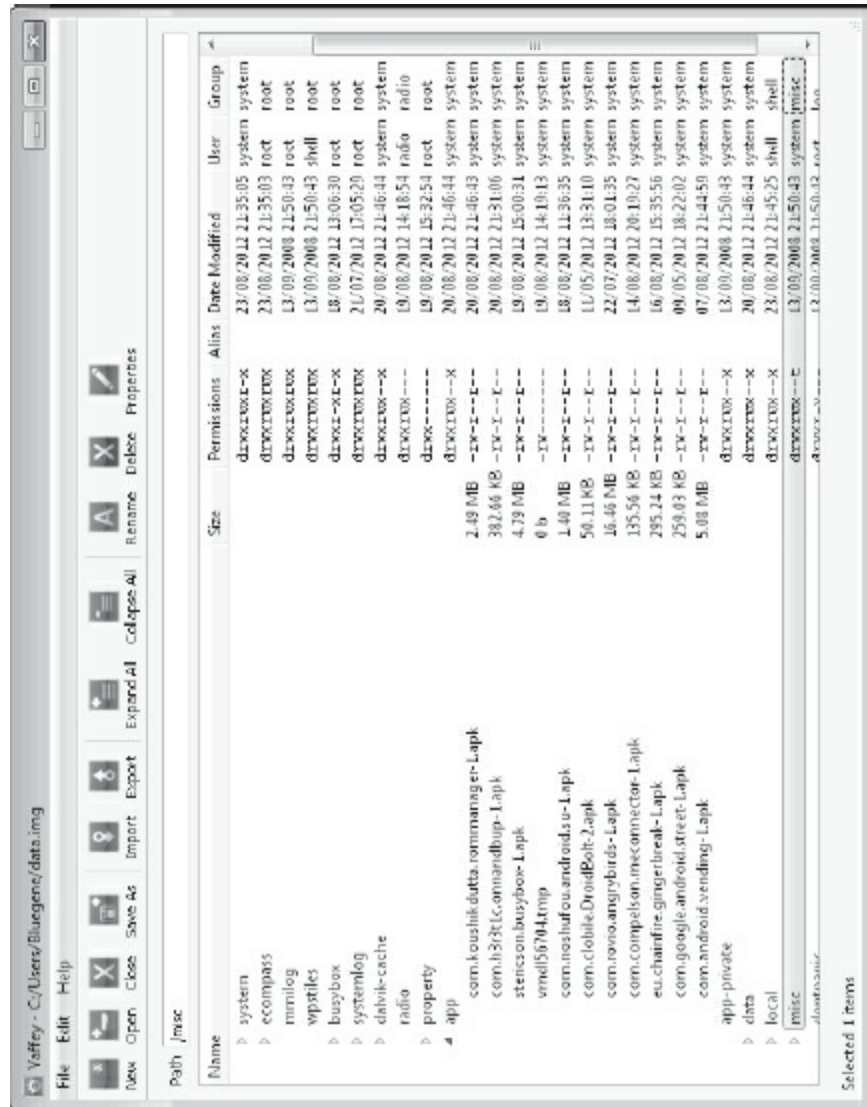 Yaffey - C:/Users/Bluegene/data.img
File Edit Help
New Open Close Save As Import Export Expand All Collapse All Rename Delete Properties
Path /misc
Name Size Permissions Alias Date Modified User Group
system drwxrwxr-x 23/08/2012 21:35:05 system system
ecompass drwxrwxrwx 23/08/2012 21:35:03 root root
mmilog drwxrwxrwx 13/09/2008 21:50:43 root root
wpstiles drwxrwxrwx 13/09/2008 21:50:43 shell root
busybox drwxr-xr-x 18/08/2012 13:06:30 root root
systemlog drwxrwxrwx 21/07/2012 17:05:29 root root
dalvik-cache drwxrwx--x 20/08/2012 21:46:44 system system
radio drwxrwx--- 19/08/2012 14:18:54 radio radio
property drwx------ 19/08/2012 15:32:54 root root
app drwxrwx--x 20/08/2012 21:46:44 system system
com.koushikdutta.rommanager-1.apk 2.49 MB -rw-r--r-- 20/08/2012 21:46:43 system system
com.h3r3t1c.onnandbup-1.apk 382.66 KB -rw-r--r-- 20/08/2012 21:31:06 system system
stericson.busybox-1.apk 4.79 MB -rw-r--r-- 19/08/2012 15:00:31 system system
vmdl56704.tmp 0 b -rw------- 19/08/2012 14:19:13 system system
com.noshufou.android.su-1.apk 1.40 MB -rw-r--r-- 18/08/2012 11:36:35 system system
com.clobile.DroidBolt-2.apk 50.11 KB -rw-r--r-- 11/05/2012 13:31:10 system system
com.rovio.angrybirds-1.apk 16.46 MB -rw-r--r-- 22/07/2012 18:01:35 system system
com.compelson.meconnector-1.apk 135.56 KB -rw-r--r-- 14/08/2012 20:19:27 system system
eu.chainfire.gingerbreak-1.apk 295.24 KB -rw-r--r-- 16/08/2012 15:35:56 system system
com.google.android.street-1.apk 259.03 KB -rw-r--r-- 09/05/2012 18:22:02 system system
com.android.vending-1.apk 5.08 MB -rw-r--r-- 07/08/2012 21:44:59 system system
app-private drwxrwx--x 13/09/2008 21:50:43 system system
data drwxrwx--x 20/08/2012 21:46:44 system system
local drwxrwx--x 23/08/2012 21:45:25 shell shell
misc drwxrwx--t 13/09/2008 21:50:43 system misc
Selected 1 items